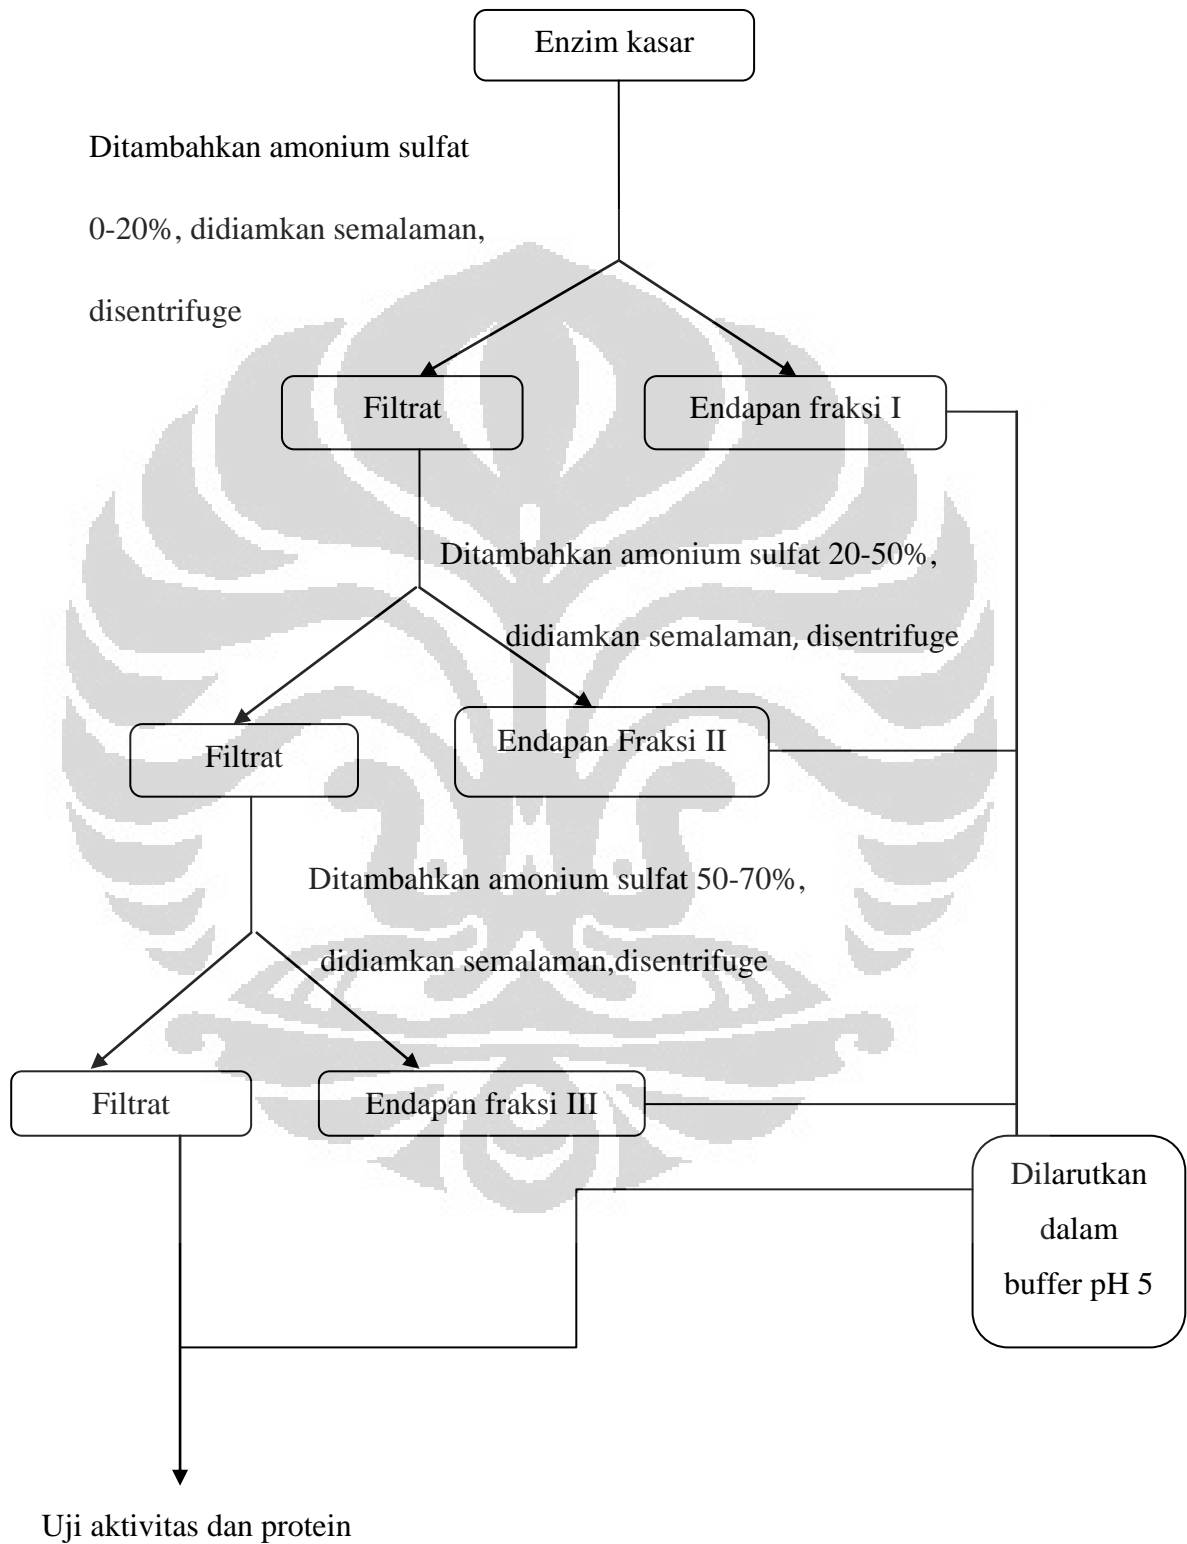 Enzim kasar
Ditambahkan amonium sulfat
0-20%, didiamkan semalaman,
disentrifuge
Filtrat
Endapan fraksi I
Ditambahkan amonium sulfat 20-50%,
didiamkan semalaman, disentrifuge
Filtrat
Endapan Fraksi II
Ditambahkan amonium sulfat 50-70%,
didiamkan semalaman,disentrifuge
Filtrat
Endapan fraksi III
Dilarutkan
dalam
buffer pH 5
Uji aktivitas dan protein